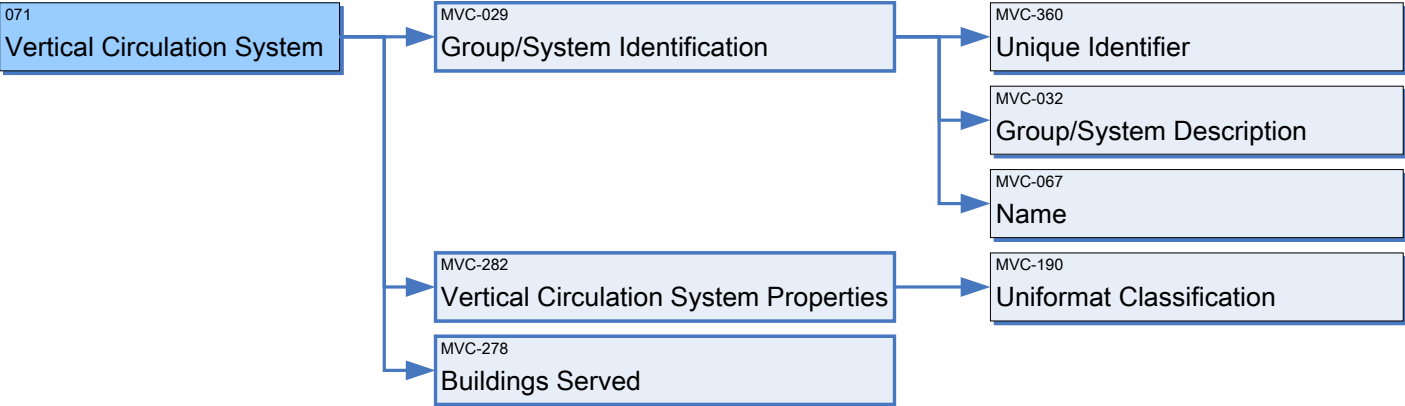 071
Vertical Circulation System
MVC-029
Group/System Identification
MVC-360
Unique Identifier
MVC-032
Group/System Description
MVC-067
Name
MVC-282
Vertical Circulation System Properties
MVC-190
Uniformat Classification
MVC-278
Buildings Served